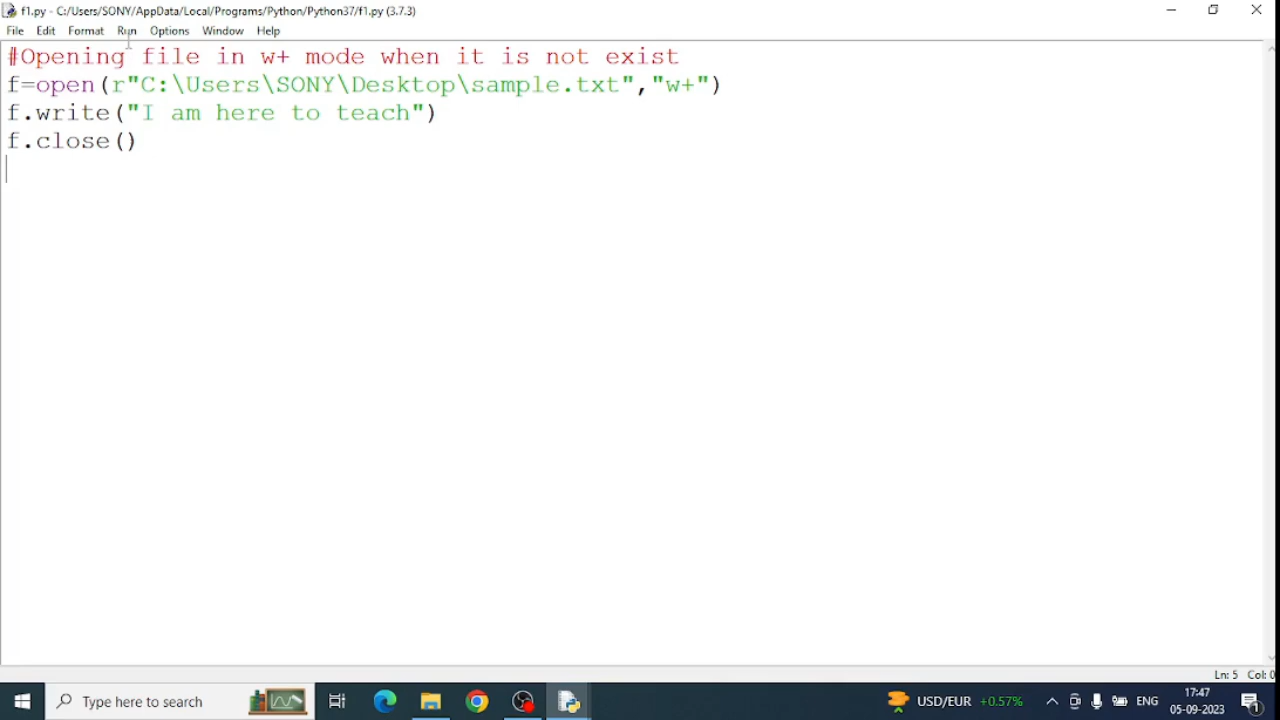 f1.py - C:/Users/SONY/AppData/Local/Programs/Python/Python37/f1.py (3.7.3)
File Edit Format Run Options Window Help
#Opening file in w+ mode when it is not exist
f=open(r"C:\Users\SONY\Desktop\sample.txt","w+")
f.write("I am here to teach")
f.close()
Ln: 5 Col: 0
Type here to search
USD/EUR +0.57%
ENG
17:47
05-09-2023
1